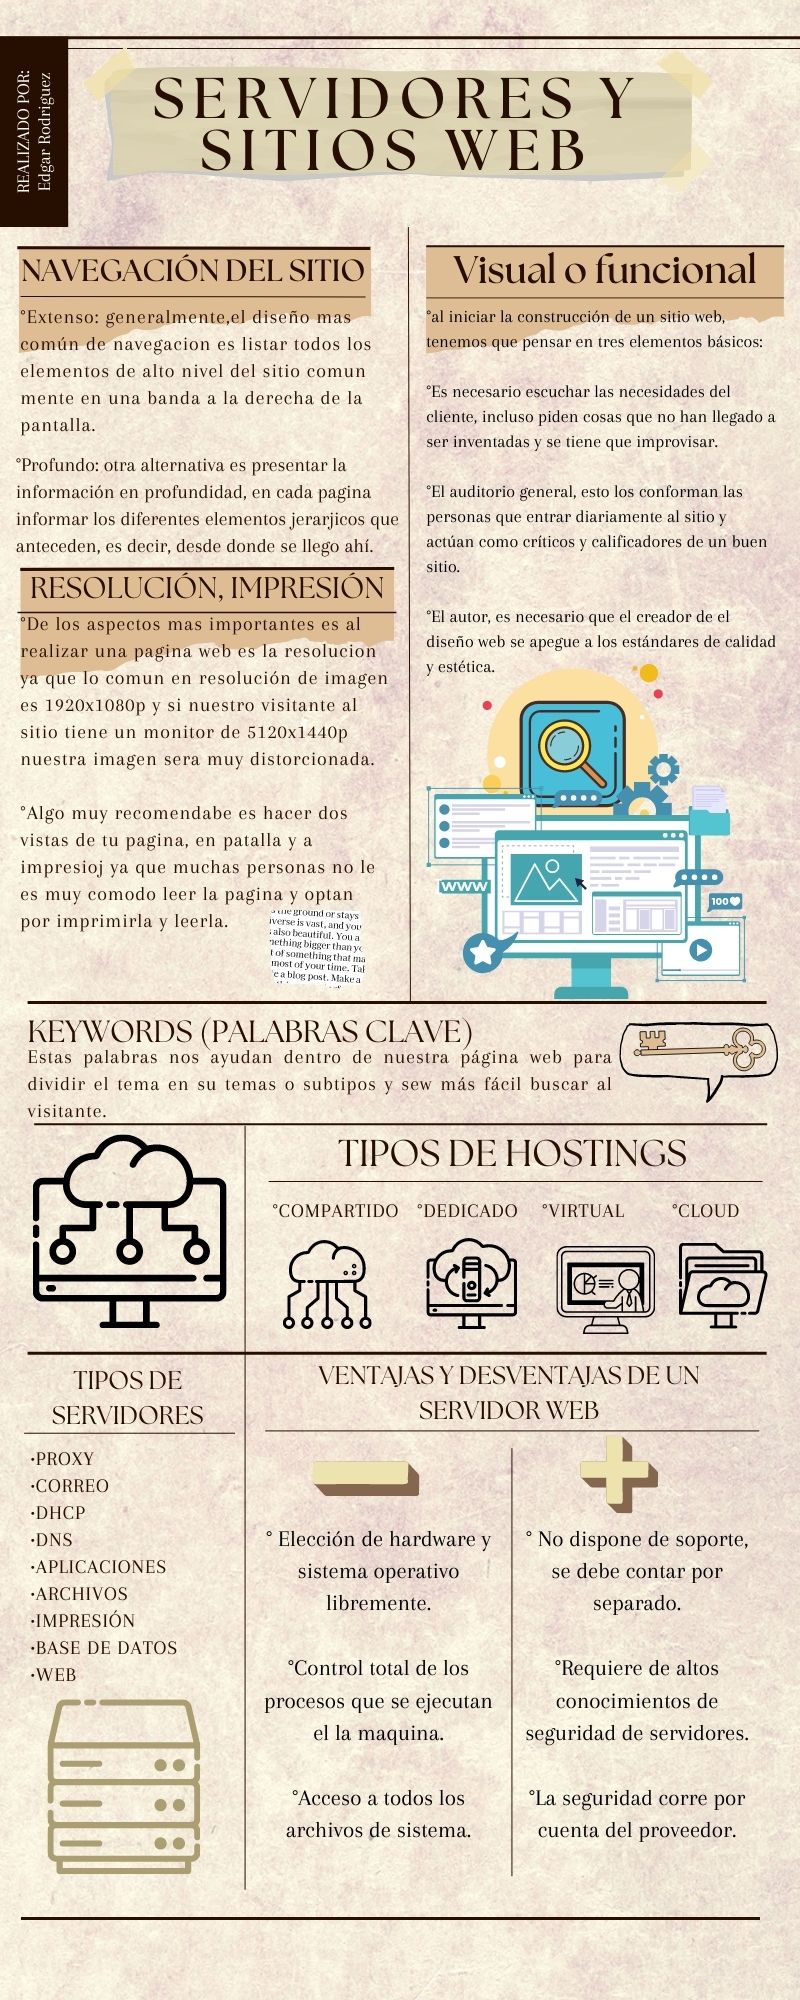 REALIZADO POR:
Edgar Rodriguez
SERVIDORES Y
SITIOS WEB
NAVEGACIÓN DEL SITIO
°Extenso: generalmente,el diseño mas
común de navegacion es listar todos los
elementos de alto nivel del sitio comun
mente en una banda a la derecha de la
pantalla.
°Profundo: otra alternativa es presentar la
información en profundidad, en cada pagina
informar los diferentes elementos jerarjicos que
anteceden, es decir, desde donde se llego ahí.
RESOLUCIÓN, IMPRESIÓN
°De los aspectos mas importantes es al
realizar una pagina web es la resolucion
ya que lo comun en resolución de imagen
es 1920x1080p y si nuestro visitante al
sitio tiene un monitor de 5120x1440p
nuestra imagen sera muy distorcionada.
°Algo muy recomendabe es hacer dos
vistas de tu pagina, en patalla y a
impresioj ya que muchas personas no le
es muy comodo leer la pagina y optan
por imprimirla y leerla.
the ground or stays
verse is vast, and you
also beautiful. You a
nething bigger than yo
t of something that ma
most of your time. Tal
e a blog post. Make a
Visual o funcional
°al iniciar la construcción de un sitio web,
tenemos que pensar en tres elementos básicos:
°Es necesario escuchar las necesidades del
cliente, incluso piden cosas que no han llegado a
ser inventadas y se tiene que improvisar.
°El auditorio general, esto los conforman las
personas que entrar diariamente al sitio y
actúan como críticos y calificadores de un buen
sitio.
°El autor, es necesario que el creador de el
diseño web se apegue a los estándares de calidad
y estética.
WWW
100
KEYWORDS (PALABRAS CLAVE)
Estas palabras nos ayudan dentro de nuestra página web para
dividir el tema en su temas o subtipos y sew más fácil buscar al
visitante.
TIPOS DE HOSTINGS
°COMPARTIDO °DEDICADO °VIRTUAL °CLOUD
TIPOS DE
SERVIDORES
•PROXY
•CORREO
•DHCP
•DNS
•APLICACIONES
•ARCHIVOS
•IMPRESIÓN
•BASE DE DATOS
•WEB
VENTAJAS Y DESVENTAJAS DE UN
SERVIDOR WEB
° Elección de hardware y
sistema operativo
libremente.
°Control total de los
procesos que se ejecutan
el la maquina.
°Acceso a todos los
archivos de sistema.
° No dispone de soporte,
se debe contar por
separado.
°Requiere de altos
conocimientos de
seguridad de servidores.
°La seguridad corre por
cuenta del proveedor.